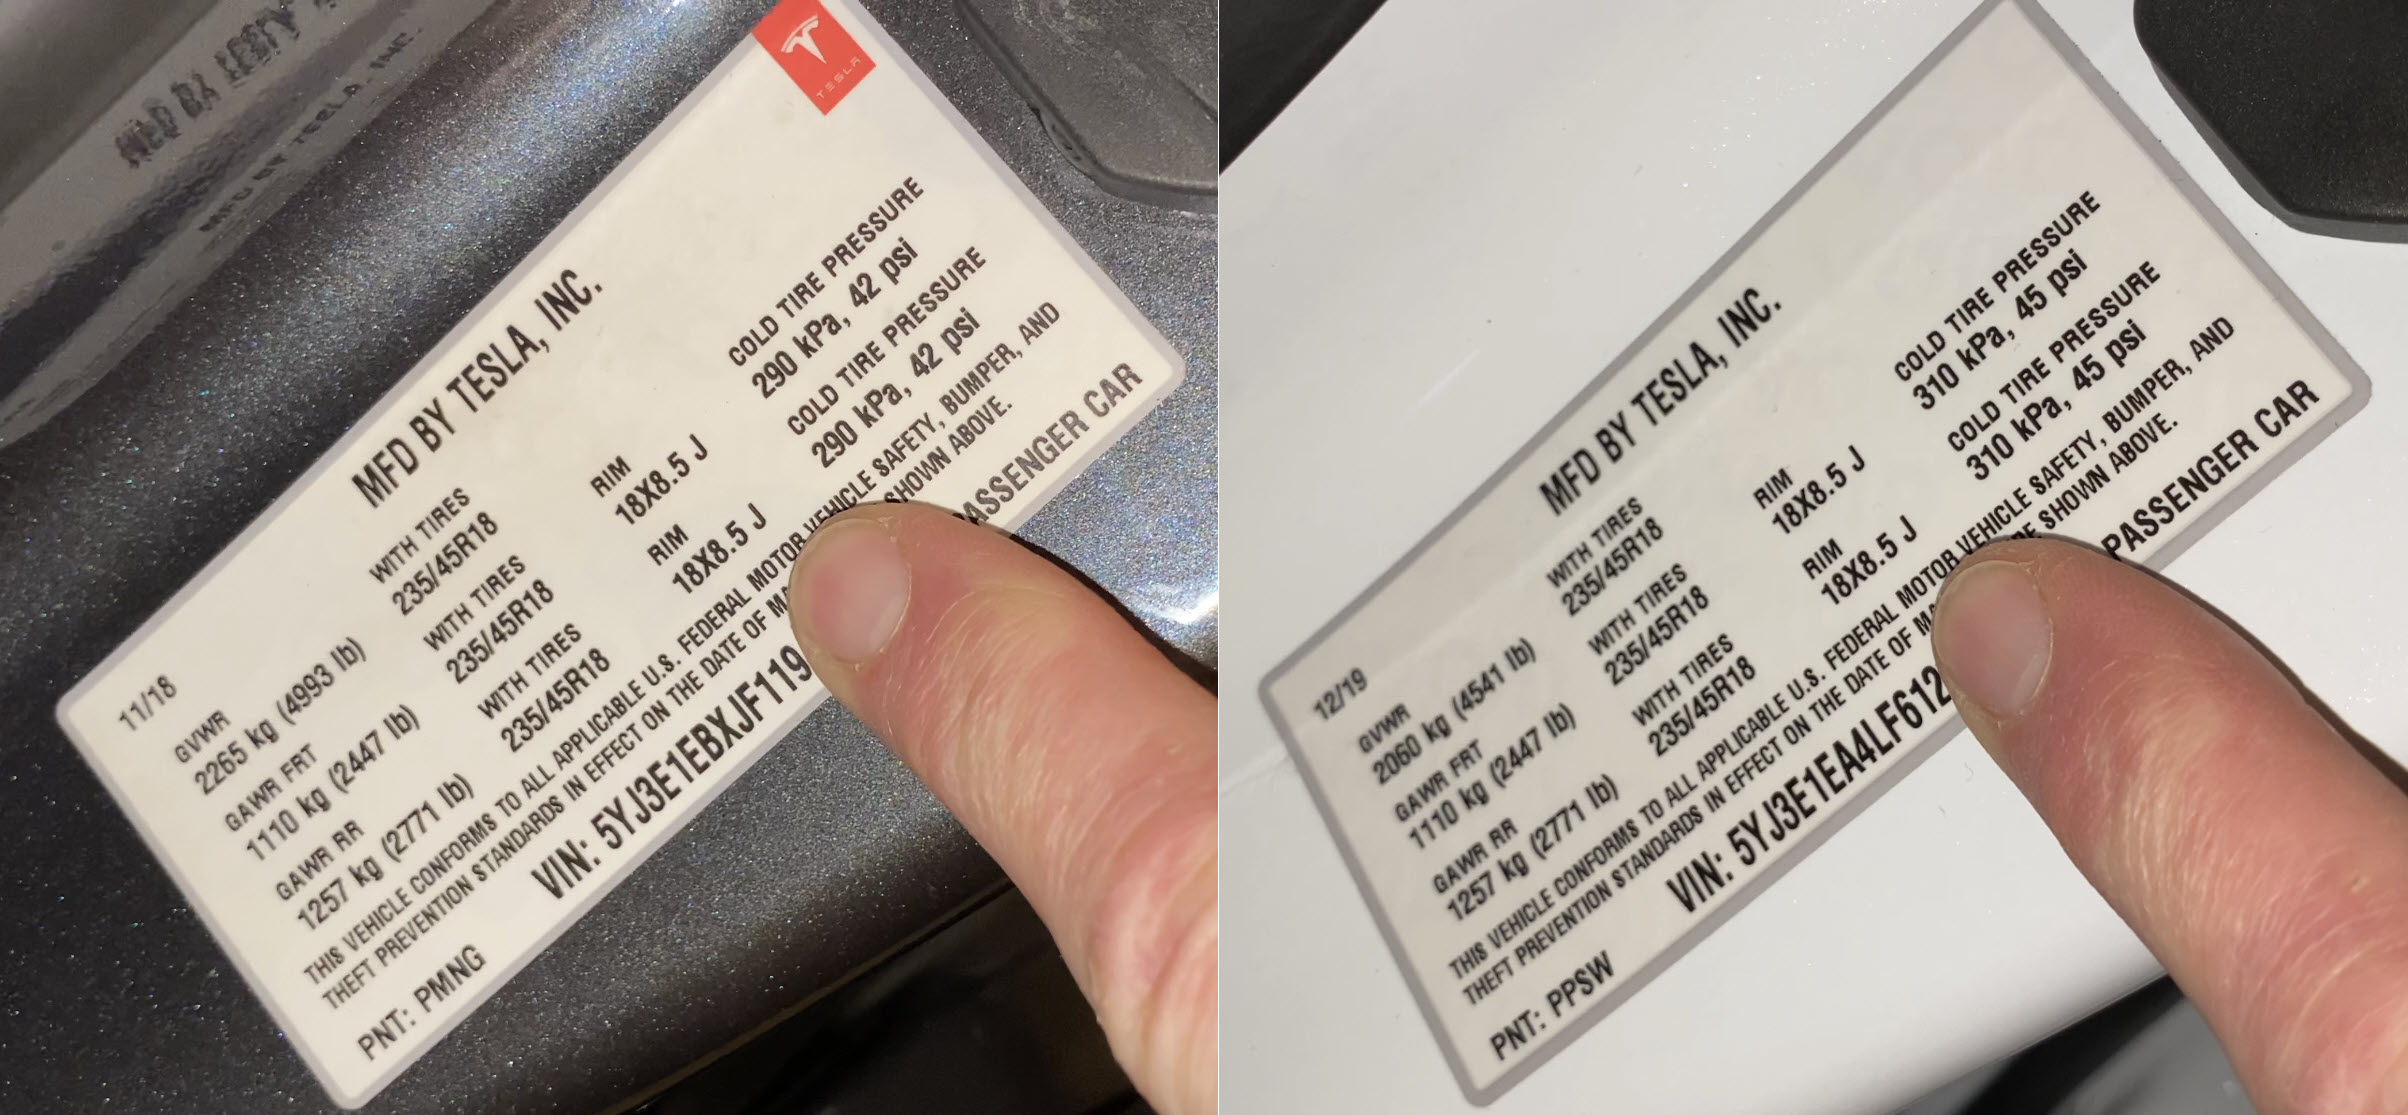 TESLA
MFD BY TESLA, INC.
MFD BY TESLA, INC.
11/18
GVWR
2265 kg (4993 lb)
WITH TIRES
235/45R18
RIM
18X8.5 J
COLD TIRE PRESSURE
290 kPa, 42 psi
GAWR FRT
1110 kg (2447 lb)
WITH TIRES
235/45R18
RIM
18X8.5 J
COLD TIRE PRESSURE
290 kPa, 42 psi
GAWR RR
1257 kg (2771 lb)
WITH TIRES
235/45R18
THIS VEHICLE CONFORMS TO ALL APPLICABLE U.S. FEDERAL MOTOR VEHICLE SAFETY, BUMPER, AND
THEFT PREVENTION STANDARDS IN EFFECT ON THE DATE OF SHOWN ABOVE.
VIN: 5YJ3E1EBXJF119 PASSENGER CAR
PNT: PMNG
MFD BY TESLA, INC.
12/19
GVWR
2060 kg (4541 lb)
WITH TIRES
235/45R18
RIM
18X8.5 J
COLD TIRE PRESSURE
310 kPa, 45 psi
GAWR FRT
1110 kg (2447 lb)
WITH TIRES
235/45R18
RIM
18X8.5 J
COLD TIRE PRESSURE
310 kPa, 45 psi
GAWR RR
1257 kg (2771 lb)
WITH TIRES
235/45R18
THIS VEHICLE CONFORMS TO ALL APPLICABLE U.S. FEDERAL MOTOR VEHICLE SAFETY, BUMPER, AND
THEFT PREVENTION STANDARDS IN EFFECT ON THE DATE OF SHOWN ABOVE.
VIN: 5YJ3E1EA4LF612 PASSENGER CAR
PNT: PPSW